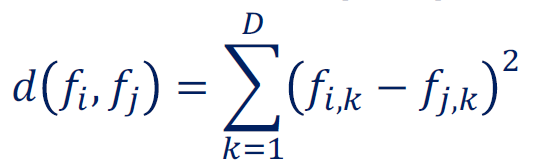 d(f_i, f_j) = \sum_{k=1}^{D} (f_{i,k} - f_{j,k})^2